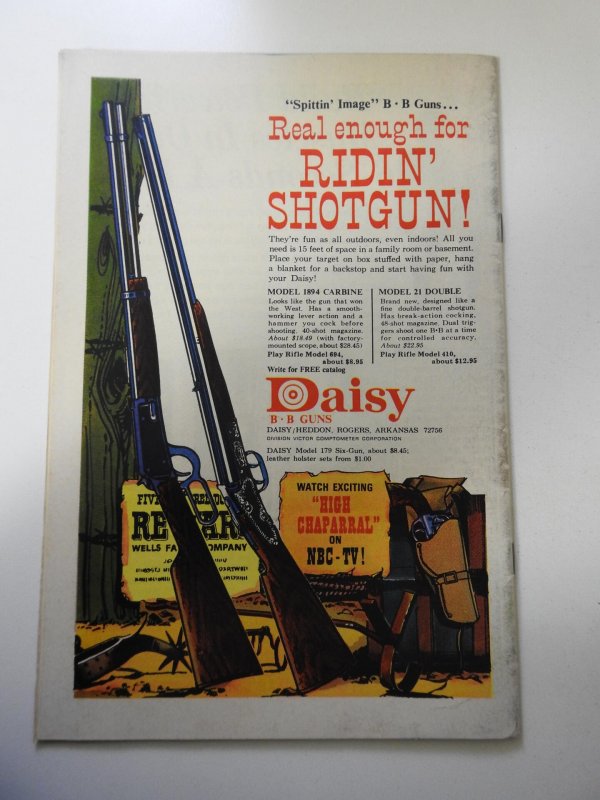 "Spittin' Image" B·B Guns...
Real enough for
RIDIN'
SHOTGUN!
They're fun as all outdoors, even indoors! All you
need is 15 feet of space in a family room or basement.
Place your target on box stuffed with paper, hang
a blanket for a backstop and start having fun with
your Daisy!
MODEL 1894 CARBINE
Looks like the gun that won
the West. Has a smooth-
working lever action and a
hammer you cock before
shooting. 40-shot magazine.
About $18.49 (with factory-
mounted scope, about $28.45)
Play Rifle Model 694,
about $8.95
Write for FREE catalog
MODEL 21 DOUBLE
Brand new, designed like a
fine double-barrel shotgun.
Has break-action cocking,
48-shot magazine. Dual trig-
gers shoot one B·B at a time
for controlled accuracy.
About $22.95
Play Rifle Model 410,
about $12.95
Daisy
B·B GUNS
DAISY/HEDDON, ROGERS, ARKANSAS 72756
DIVISION VICTOR COMPTOMETER CORPORATION
DAISY Model 179 Six-Gun, about $8.45;
leather holster sets from $1.00
FIVE
RE AR
WELLS FA COMPANY
WATCH EXCITING
"HIGH
CHAPARRAL"
ON
NBC-TV!